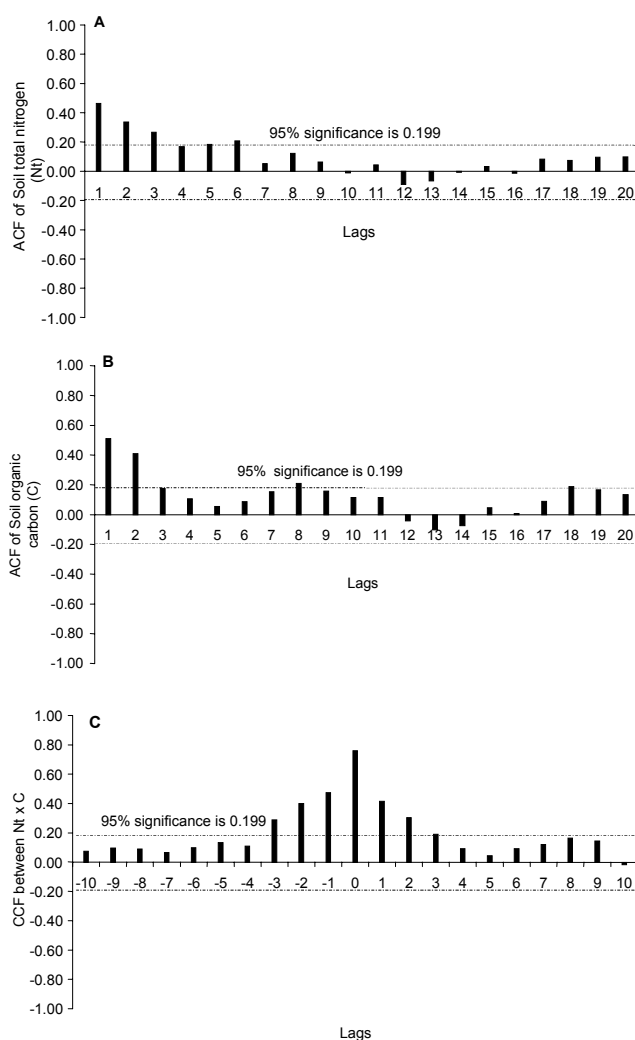 A
1.00
0.80
0.60
0.40
0.20
0.00
-0.20
-0.40
-0.60
-0.80
-1.00
ACF of Soil total nitrogen
(Nt)
95% significance is 0.199
1 2 3 4 5 6 7 8 9 10 11 12 13 14 15 16 17 18 19 20
Lags
B
1.00
0.80
0.60
0.40
0.20
0.00
-0.20
-0.40
-0.60
-0.80
-1.00
ACF of Soil organic
carbon (C)
95% significance is 0.199
1 2 3 4 5 6 7 8 9 10 11 12 13 14 15 16 17 18 19 20
Lags
C
1.00
0.80
0.60
0.40
0.20
0.00
-0.20
-0.40
-0.60
-0.80
-1.00
CCF between Nt x C
95% significance is 0.199
-10 -9 -8 -7 -6 -5 -4 -3 -2 -1 0 1 2 3 4 5 6 7 8 9 10
Lags